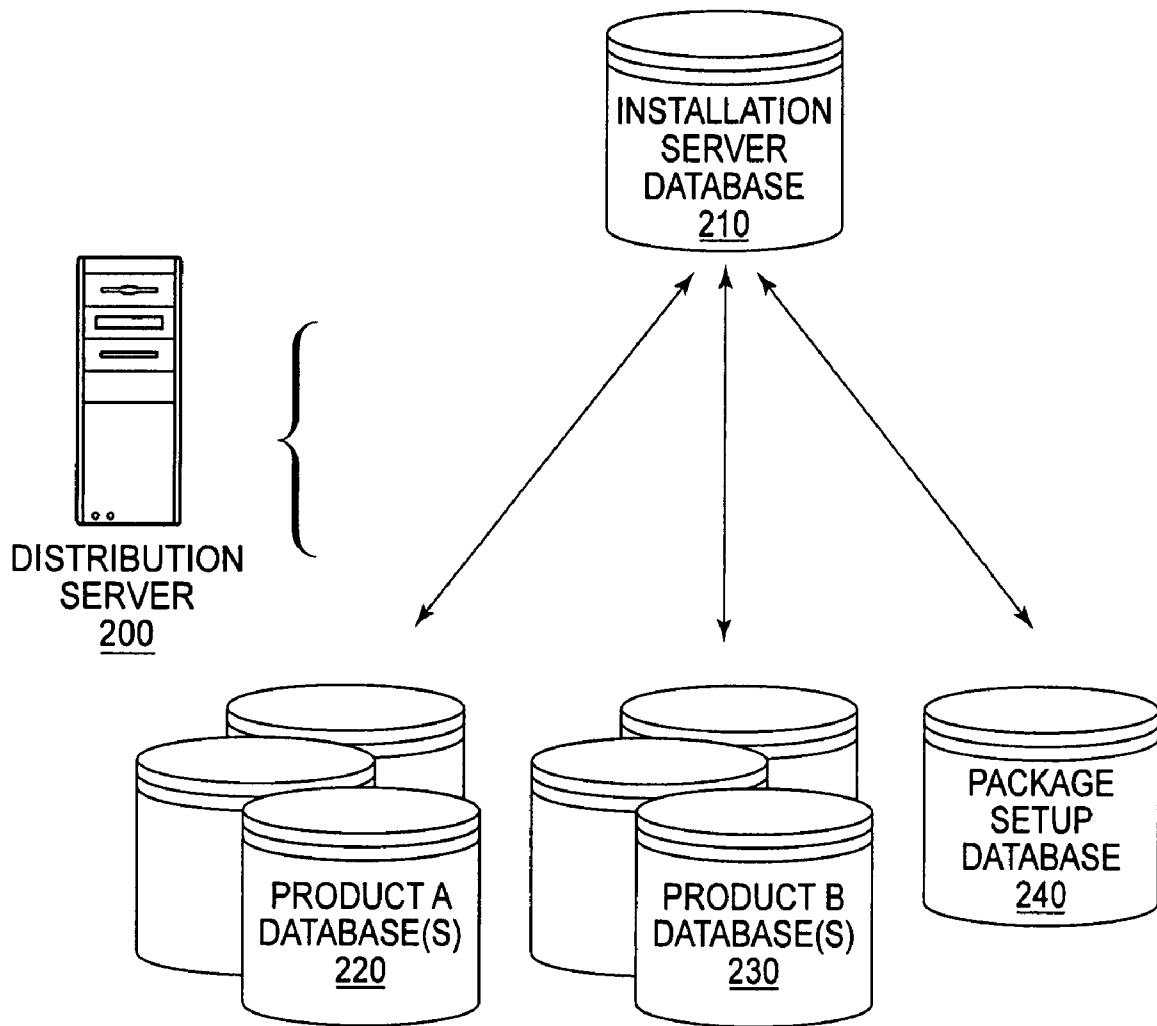 INSTALLATION
SERVER
DATABASE
210
DISTRIBUTION
SERVER
200
PRODUCT A
DATABASE(S)
220
PRODUCT B
DATABASE(S)
230
PACKAGE
SETUP
DATABASE
240